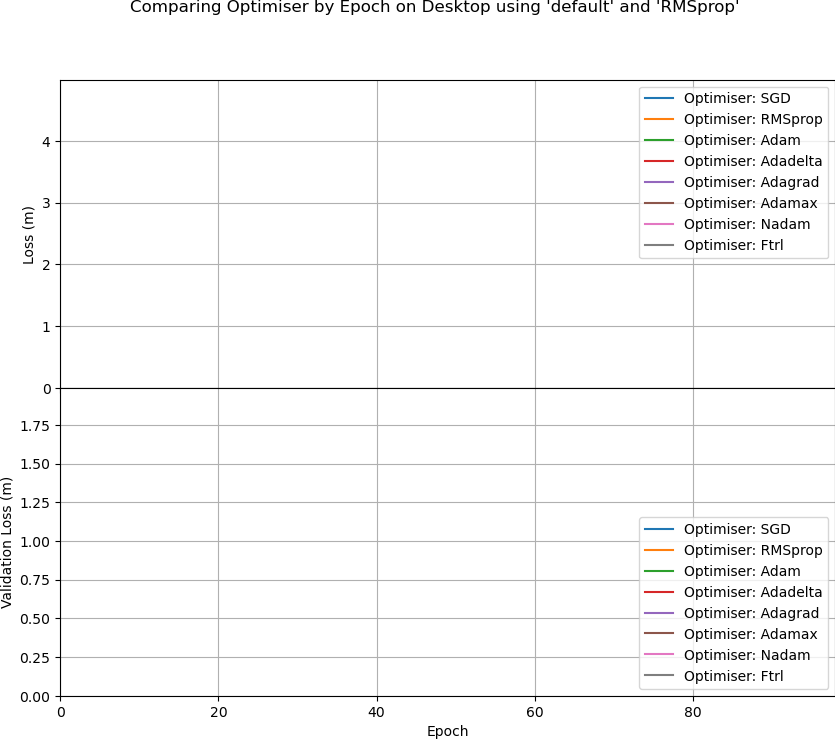 Comparing Optimiser by Epoch on Desktop using 'default' and 'RMSprop'
Loss (m)
4
3
2
1
0
Optimiser: SGD
Optimiser: RMSprop
Optimiser: Adam
Optimiser: Adadelta
Optimiser: Adagrad
Optimiser: Adamax
Optimiser: Nadam
Optimiser: Ftrl
Validation Loss (m)
1.75
1.50
1.25
1.00
0.75
0.50
0.25
0.00
Optimiser: SGD
Optimiser: RMSprop
Optimiser: Adam
Optimiser: Adadelta
Optimiser: Adagrad
Optimiser: Adamax
Optimiser: Nadam
Optimiser: Ftrl
0 20 40 60 80
Epoch